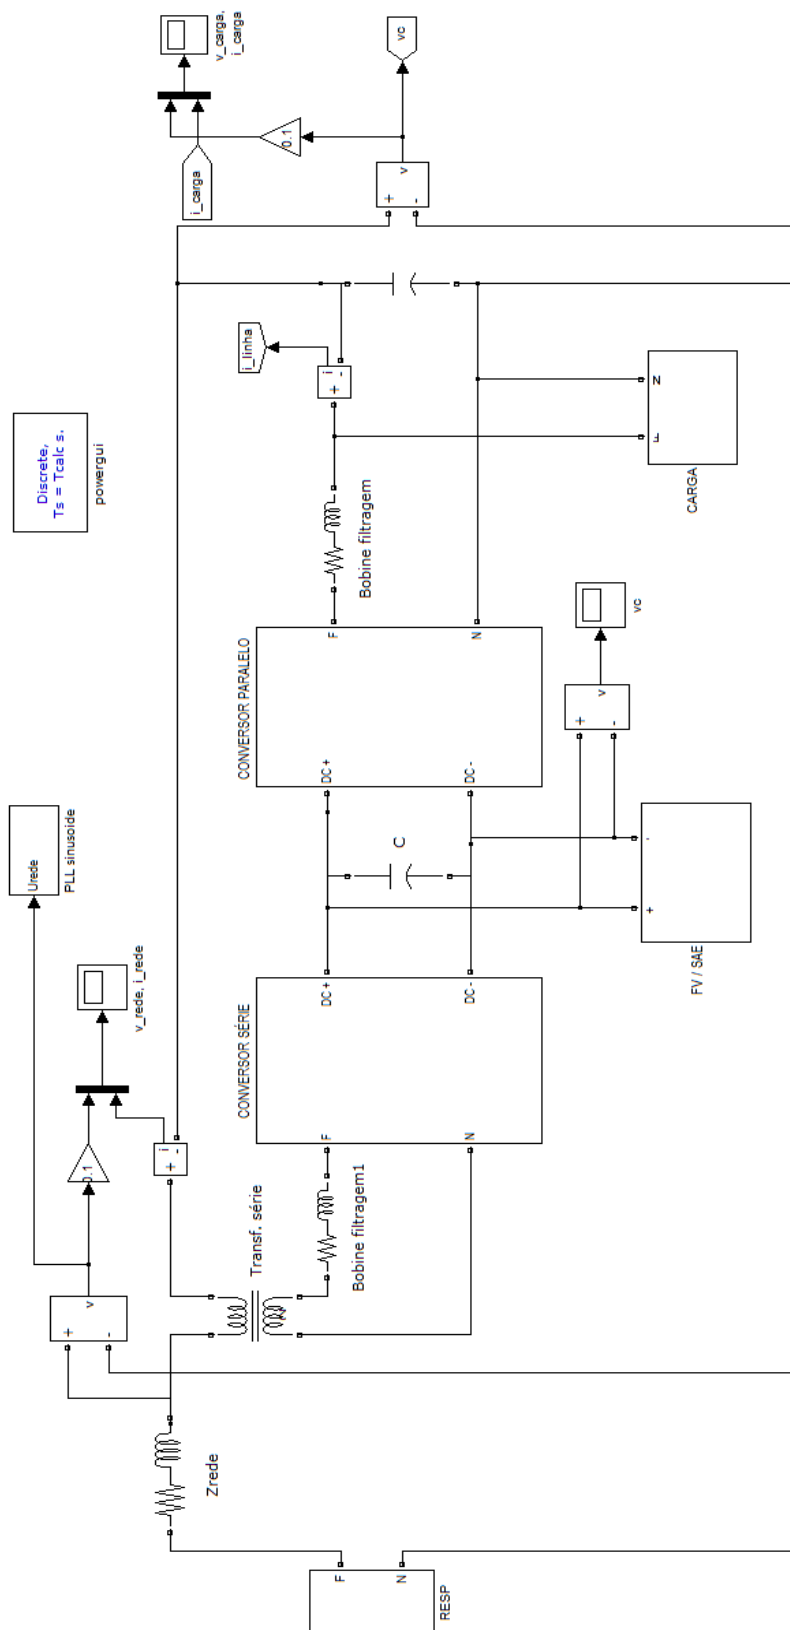 v_carga,
i_carga
vc
0.1
i_carga
v
+
-
i_linha
i
+
-
Discrete,
Ts = Tcalc s.
powergui
N
F
CARGA
Bobine filtragem
vc
v
+
-
F
N
CONVERSOR PARALELO
DC+
DC-
Urede
PLL sinusoide
C
-
+
FV / SAE
v_rede, i_rede
DC+
DC-
CONVERSOR SÉRIE
F
N
i
+
-
0.1
Transf. série
Bobine filtragem1
2
v
+
-
Zrede
F
N
RESP